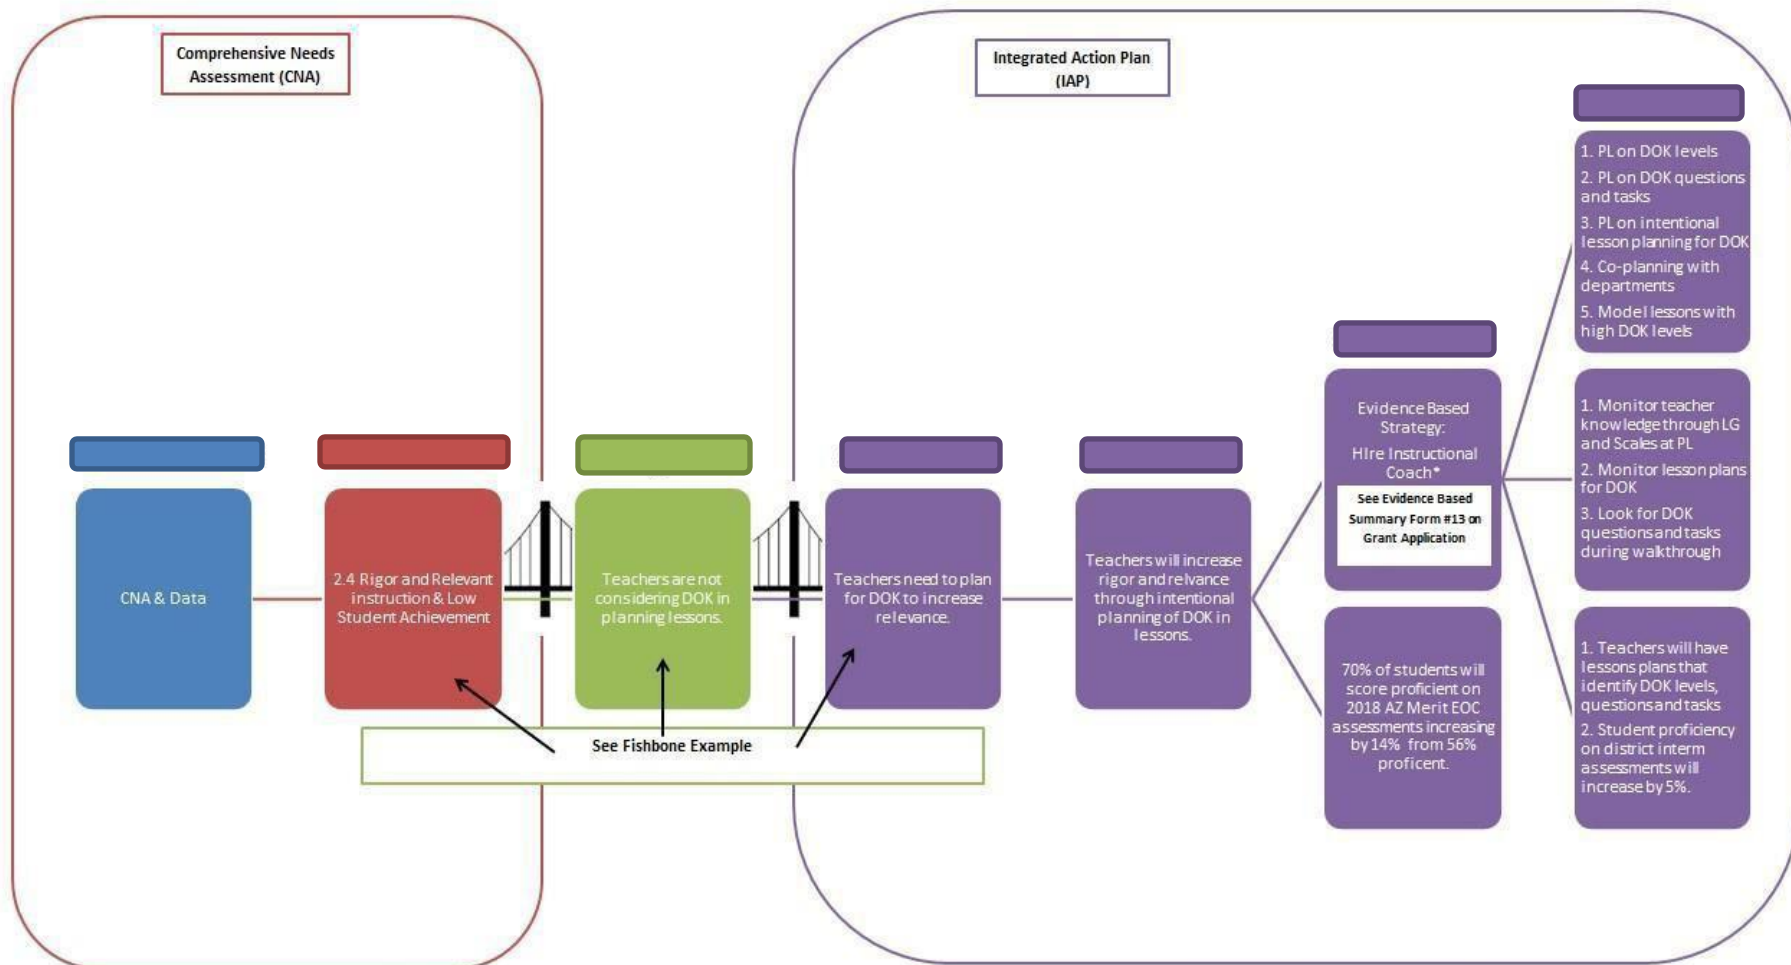 Comprehensive Needs
Assessment (CNA)
Integrated Action Plan
(IAP)
CNA & Data
2.4 Rigor and Relevant
instruction & Low
Student Achievement
Teachers are not
considering DOK in
planning lessons.
Teachers need to plan
for DOK to increase
relevance.
See Fishbone Example
Teachers will increase
rigor and relvance
through intentional
planning of DOK in
lessons.
Evidence Based
Strategy:
HIre Instructional
Coach*
See Evidence Based
Summary Form #13 on
Grant Application
70% of students will
score proficient on
2018 AZ Merit EOC
assessments increasing
by 14% from 56%
proficent.
1. PL on DOK levels
2. PL on DOK questions
and tasks
3. PL on intentional
lesson planning for DOK
4. Co-planning with
departments
5. Model lessons with
high DOK levels
1. Monitor teacher
knowledge through LG
and Scales at PL
2. Monitor lesson plans
for DOK
3. Look for DOK
questions and tasks
during walkthrough
1. Teachers will have
lessons plans that
identify DOK levels,
questions and tasks
2. Student proficiency
on district interm
assessments will
increase by 5%.